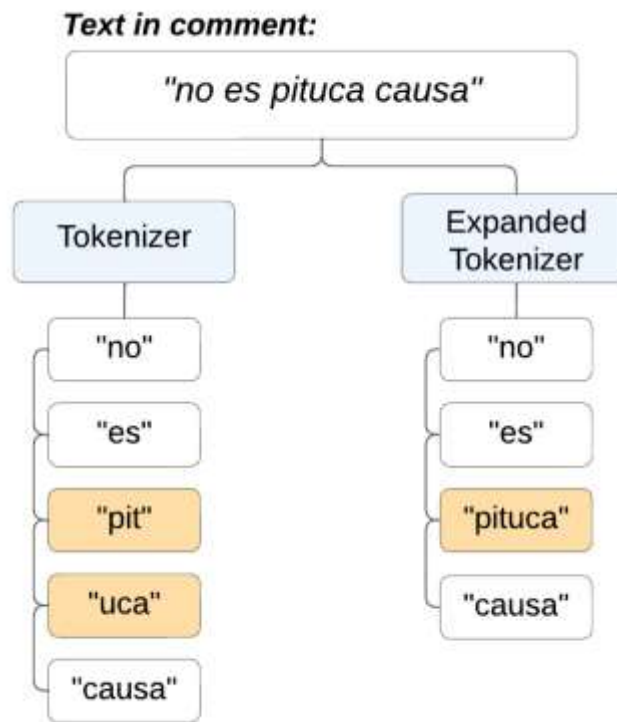 Text in comment:
"no es pituca causa"
Tokenizer
"no"
"es"
"pit"
"uca"
"causa"
Expanded
Tokenizer
"no"
"es"
"pituca"
"causa"